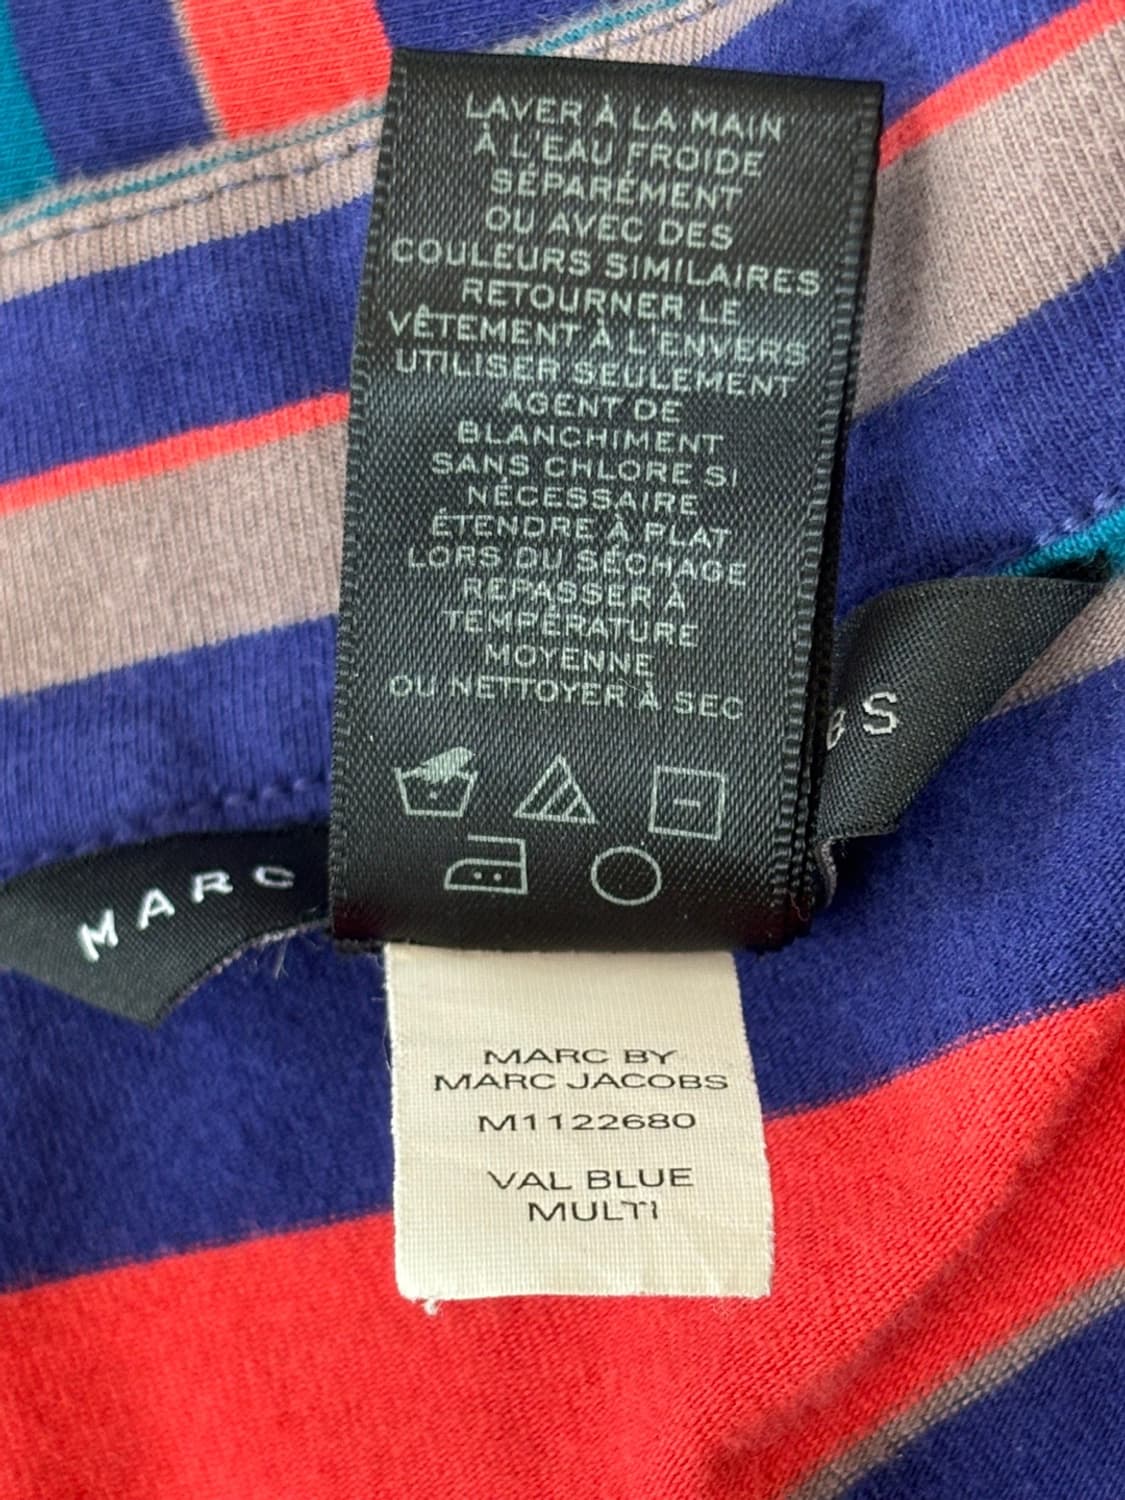 LAVER À LA MAIN
À L'EAU FROIDE
SÉPARÉMENT
OU AVEC DES
COULEURS SIMILAIRES
RETOURNER LE
VÊTEMENT À L'ENVERS
UTILISER SEULEMENT
AGENT DE
BLANCHIMENT
SANS CHLORE SI
NÉCESSAIRE
ÉTENDRE À PLAT
LORS DU SÉCHAGE
REPASSER À
TEMPÉRATURE
MOYENNE
OU NETTOYER À SEC
MARC
BS
MARC BY
MARC JACOBS
M1122680
VAL BLUE
MULTI